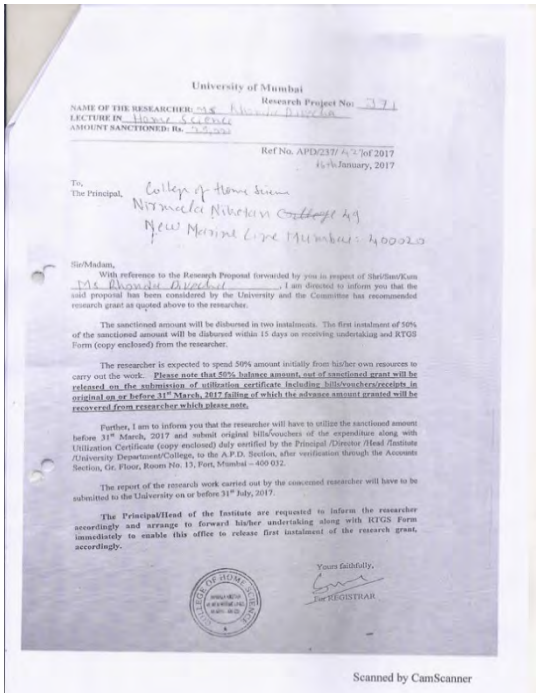 University of Mumbai
Research Project No: 371
NAME OF THE RESEARCHER: Ms Rhonda Divecha
LECTURE IN Home Science
AMOUNT SANCTIONED: Rs.
Ref No. APD/237/ of 2017
January, 2017
To,
The Principal, College of Home Science
Nirmala Niketan 49
New Marine Line Mumbai: 400020
Sir/Madam,
With reference to the Research Proposal forwarded by you in respect of Shri/Smt/Kum
Ms Rhonda Divecha, I am directed to inform you that the
said proposal has been considered by the University and the Committee has recommended
research grant as quoted above to the researcher.
The sanctioned amount will be disbursed in two instalments. The first instalment of 50%
of the sanctioned amount will be disbursed within 15 days on receiving undertaking and RTGS
Form (copy enclosed) from the researcher.
The researcher is expected to spend 50% amount initially from his/her own resources to
carry out the work. Please note that 50% balance amount, out of sanctioned grant will be
released on the submission of utilization certificate including bills/vouchers/receipts in
original on or before 31st March, 2017 failing of which the advance amount granted will be
recovered from researcher which please note.
Further, I am to inform you that the researcher will have to utilize the sanctioned amount
before 31st March, 2017 and submit original bills/vouchers of the expenditure along with
Utilization Certificate (copy enclosed) duly certified by the Principal /Director /Head /Institute
/University Department/College, to the A.P.D. Section, after verification through the Accounts
Section, Gr. Floor, Room No. 13, Fort, Mumbai – 400 032.
The report of the research work carried out by the concerned researcher will have to be
submitted to the University on or before 31st July, 2017.
The Principal/Head of the Institute are requested to inform the researcher
accordingly and arrange to forward his/her undertaking along with RTGS Form
immediately to enable this office to release first instalment of the research grant,
accordingly.
Yours faithfully,
For REGISTRAR
COLLEGE OF HOME SCIENCE
Scanned by CamScanner